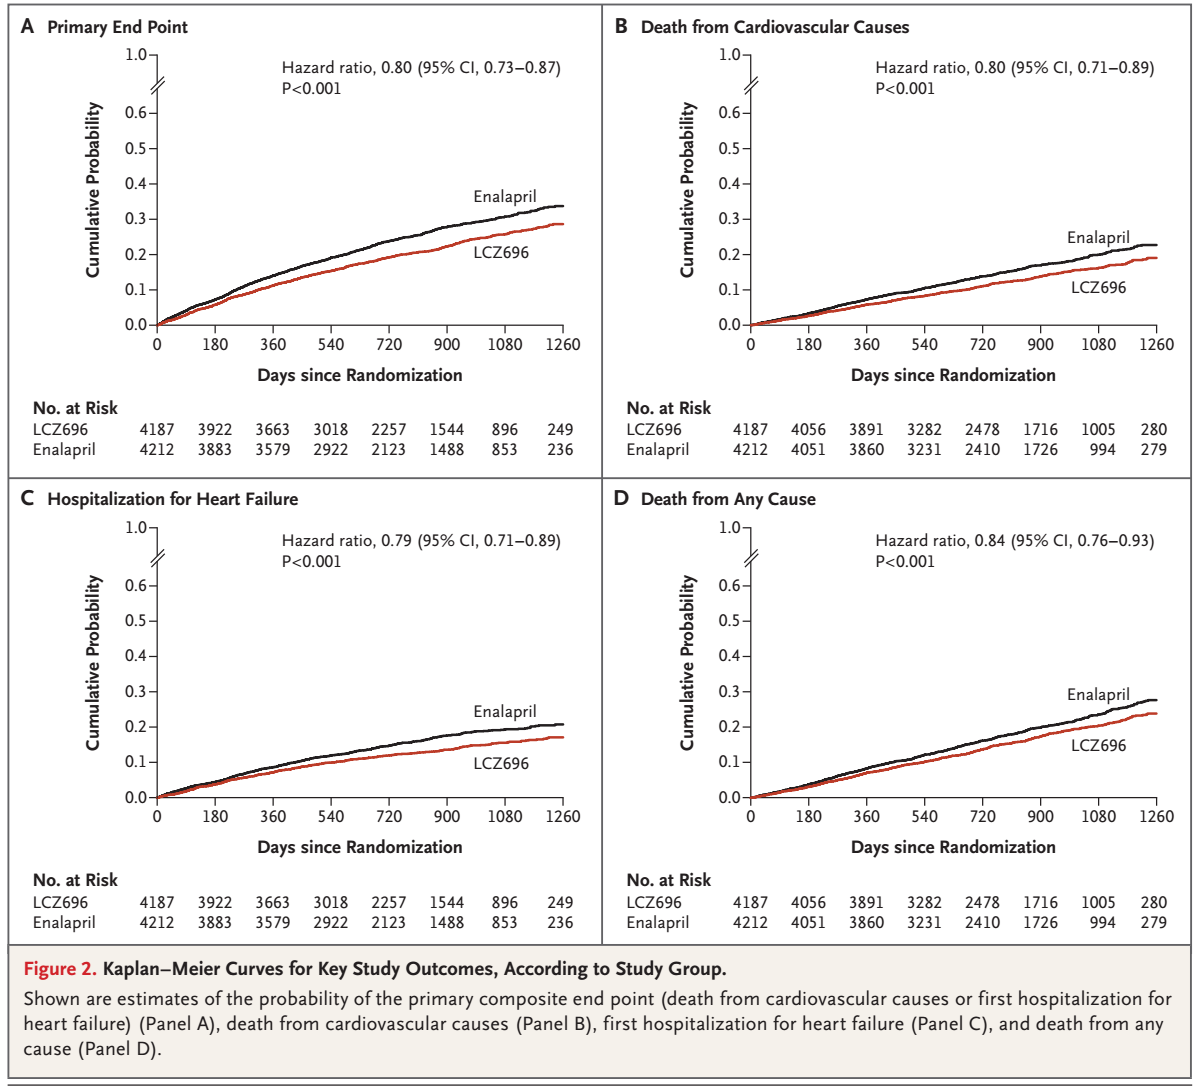 A Primary End Point
1.0
0.6
0.5
0.4
0.3
0.2
0.1
0.0
Cumulative Probability
Hazard ratio, 0.80 (95% CI, 0.73–0.87)
P<0.001
Enalapril
LCZ696
0 180 360 540 720 900 1080 1260
Days since Randomization
No. at Risk
LCZ696 4187 3922 3663 3018 2257 1544 896 249
Enalapril 4212 3883 3579 2922 2123 1488 853 236
B Death from Cardiovascular Causes
1.0
0.6
0.5
0.4
0.3
0.2
0.1
0.0
Cumulative Probability
Hazard ratio, 0.80 (95% CI, 0.71–0.89)
P<0.001
Enalapril
LCZ696
0 180 360 540 720 900 1080 1260
Days since Randomization
No. at Risk
LCZ696 4187 4056 3891 3282 2478 1716 1005 280
Enalapril 4212 4051 3860 3231 2410 1726 994 279
C Hospitalization for Heart Failure
1.0
0.6
0.5
0.4
0.3
0.2
0.1
0.0
Cumulative Probability
Hazard ratio, 0.79 (95% CI, 0.71–0.89)
P<0.001
Enalapril
LCZ696
0 180 360 540 720 900 1080 1260
Days since Randomization
No. at Risk
LCZ696 4187 3922 3663 3018 2257 1544 896 249
Enalapril 4212 3883 3579 2922 2123 1488 853 236
D Death from Any Cause
1.0
0.6
0.5
0.4
0.3
0.2
0.1
0.0
Cumulative Probability
Hazard ratio, 0.84 (95% CI, 0.76–0.93)
P<0.001
Enalapril
LCZ696
0 180 360 540 720 900 1080 1260
Days since Randomization
No. at Risk
LCZ696 4187 4056 3891 3282 2478 1716 1005 280
Enalapril 4212 4051 3860 3231 2410 1726 994 279
Figure 2. Kaplan–Meier Curves for Key Study Outcomes, According to Study Group.
Shown are estimates of the probability of the primary composite end point (death from cardiovascular causes or first hospitalization for
heart failure) (Panel A), death from cardiovascular causes (Panel B), first hospitalization for heart failure (Panel C), and death from any
cause (Panel D).